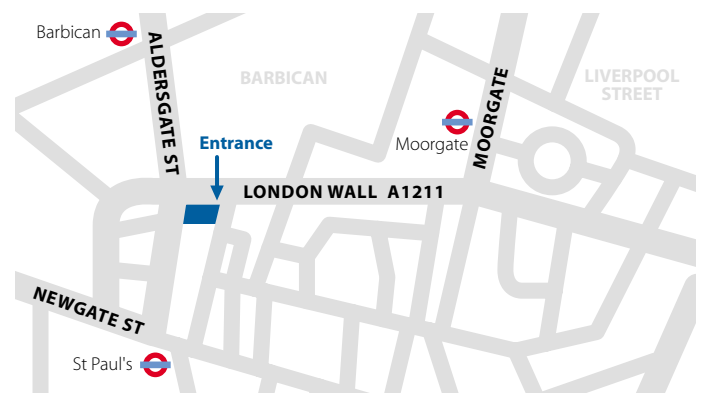 Barbican
ALDERSGATE ST
BARBICAN
LIVERPOOL
STREET
MOORGATE
Moorgate
Entrance
LONDON WALL A1211
NEWGATE ST
St Paul's